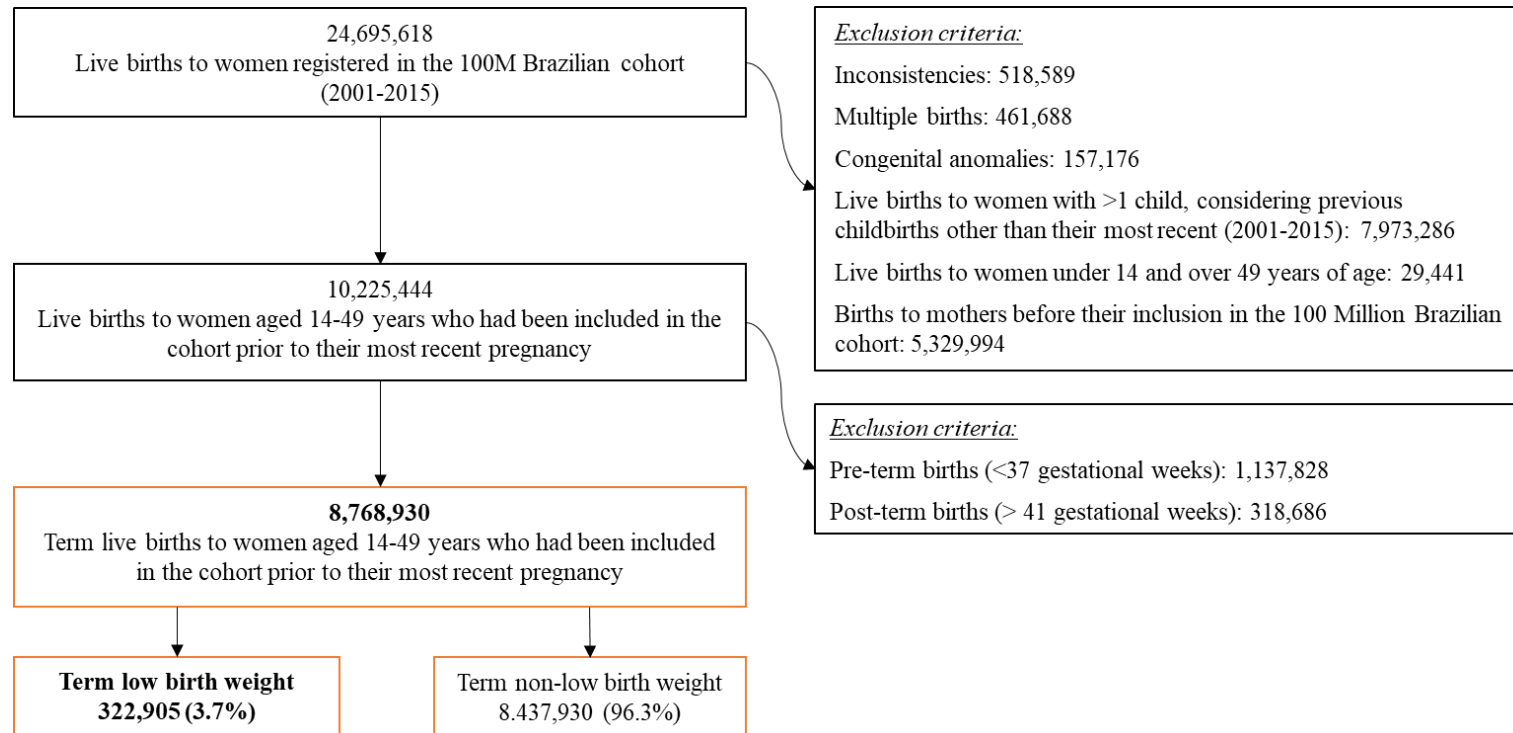 24,695,618
Live births to women registered in the 100M Brazilian cohort
(2001-2015)
Exclusion criteria:
Inconsistencies: 518,589
Multiple births: 461,688
Congenital anomalies: 157,176
Live births to women with >1 child, considering previous
childbirths other than their most recent (2001-2015): 7,973,286
Live births to women under 14 and over 49 years of age: 29,441
Births to mothers before their inclusion in the 100 Million Brazilian
cohort: 5,329,994
10,225,444
Live births to women aged 14-49 years who had been included in the
cohort prior to their most recent pregnancy
Exclusion criteria:
Pre-term births (<37 gestational weeks): 1,137,828
Post-term births (> 41 gestational weeks): 318,686
8,768,930
Term live births to women aged 14-49 years who had been included
in the cohort prior to their most recent pregnancy
Term low birth weight
322,905 (3.7%)
Term non-low birth weight
8.437,930 (96.3%)